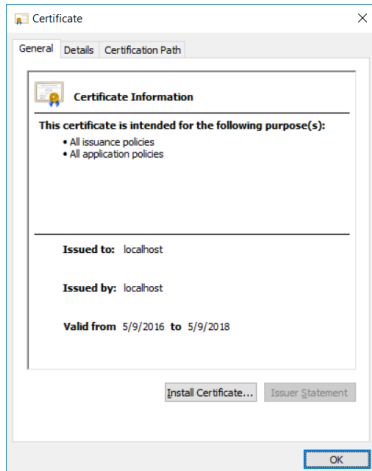 Certificate
General Details Certification Path
Certificate Information
This certificate is intended for the following purpose(s):
• All issuance policies
• All application policies
Issued to: localhost
Issued by: localhost
Valid from 5/9/2016 to 5/9/2018
Install Certificate... Issuer Statement
OK